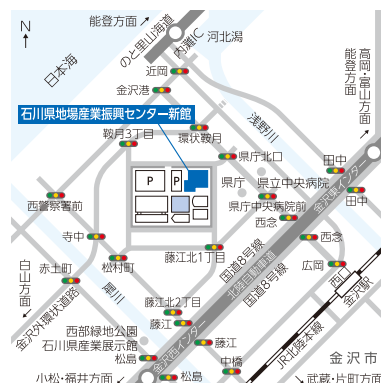 能登方面
N
のと里山海道
内灘IC
河北潟
日本海
近岡
金沢港
高岡・富山方面
能登方面
石川県地場産業振興センター新館
浅野川
鞍月3丁目
環状鞍月
県庁北口
田中
金沢東インター
P
P
県庁
県立中央病院
県庁中央病院前
田中
西警察署前
西念
寺中
西念
藤江北1丁目
国道8号線
北陸自動車道
国道8号線
松村町
赤土町
白山方面
広岡
西口
金沢駅
犀川
金沢外環状道路
藤江北2丁目
藤江
西部緑地公園
石川県産業展示館
金沢西インター
藤江
JR北陸本線
松島
中橋
金沢市
小松・福井方面
松島
武蔵・片町方面